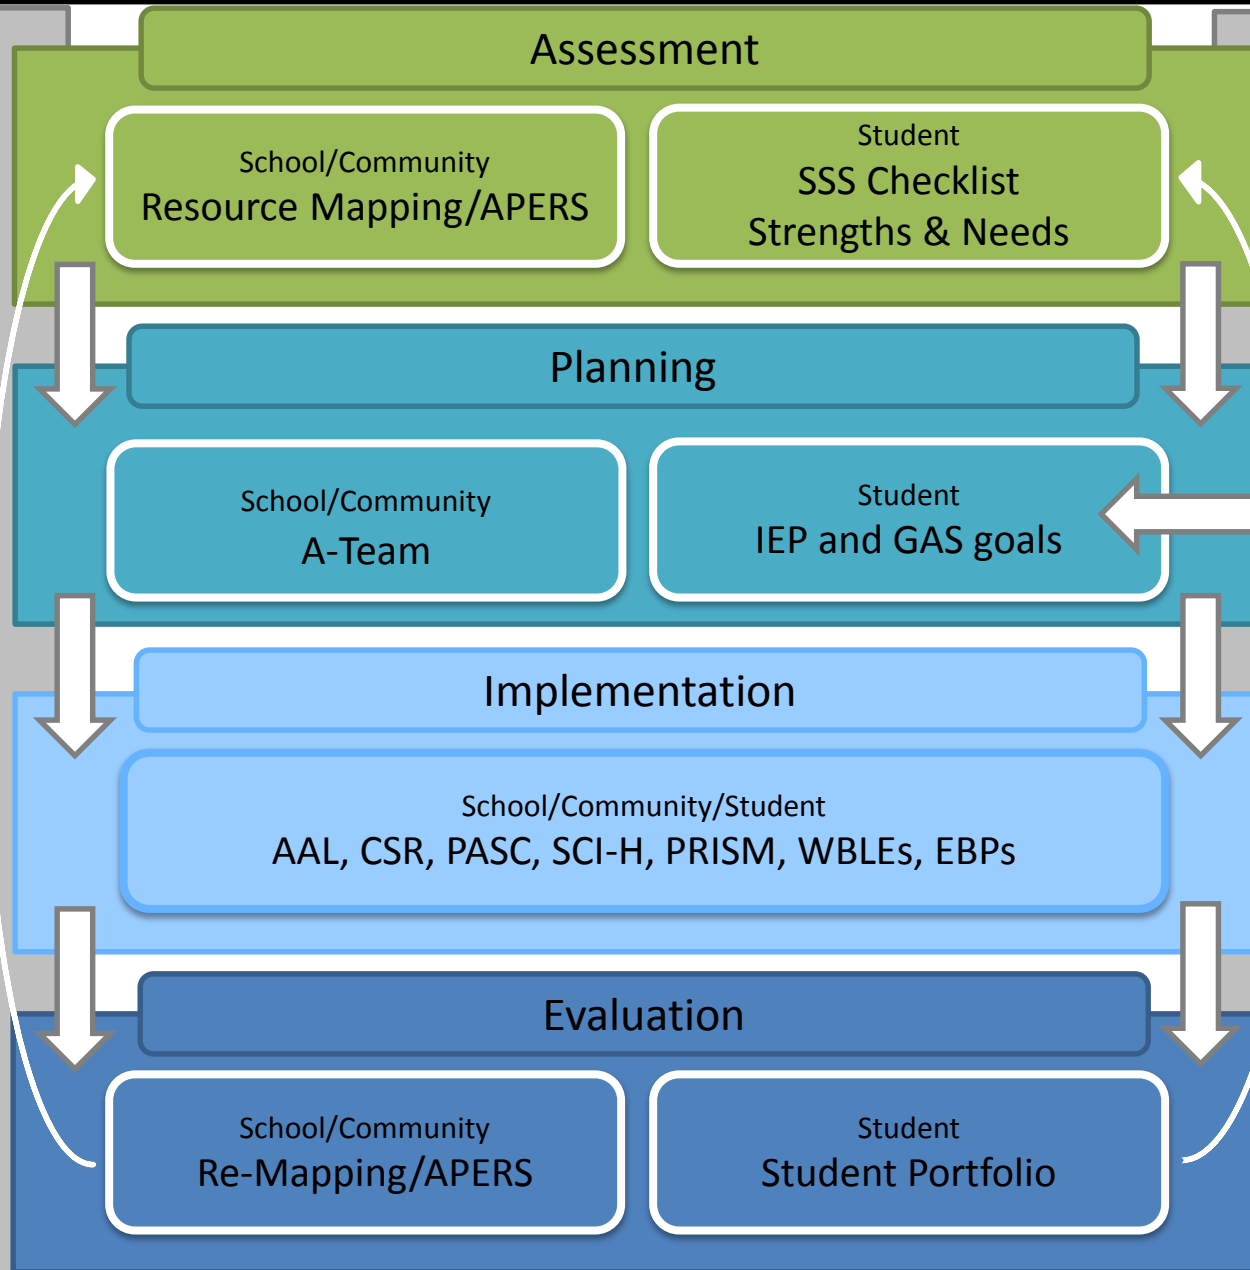 Assessment
School/Community
Resource Mapping/APERS
Student
SSS Checklist
Strengths & Needs
Planning
School/Community
A-Team
Student
IEP and GAS goals
Implementation
School/Community/Student
AAL, CSR, PASC, SCI-H, PRISM, WBLEs, EBPs
Evaluation
School/Community
Re-Mapping/APERS
Student
Student Portfolio